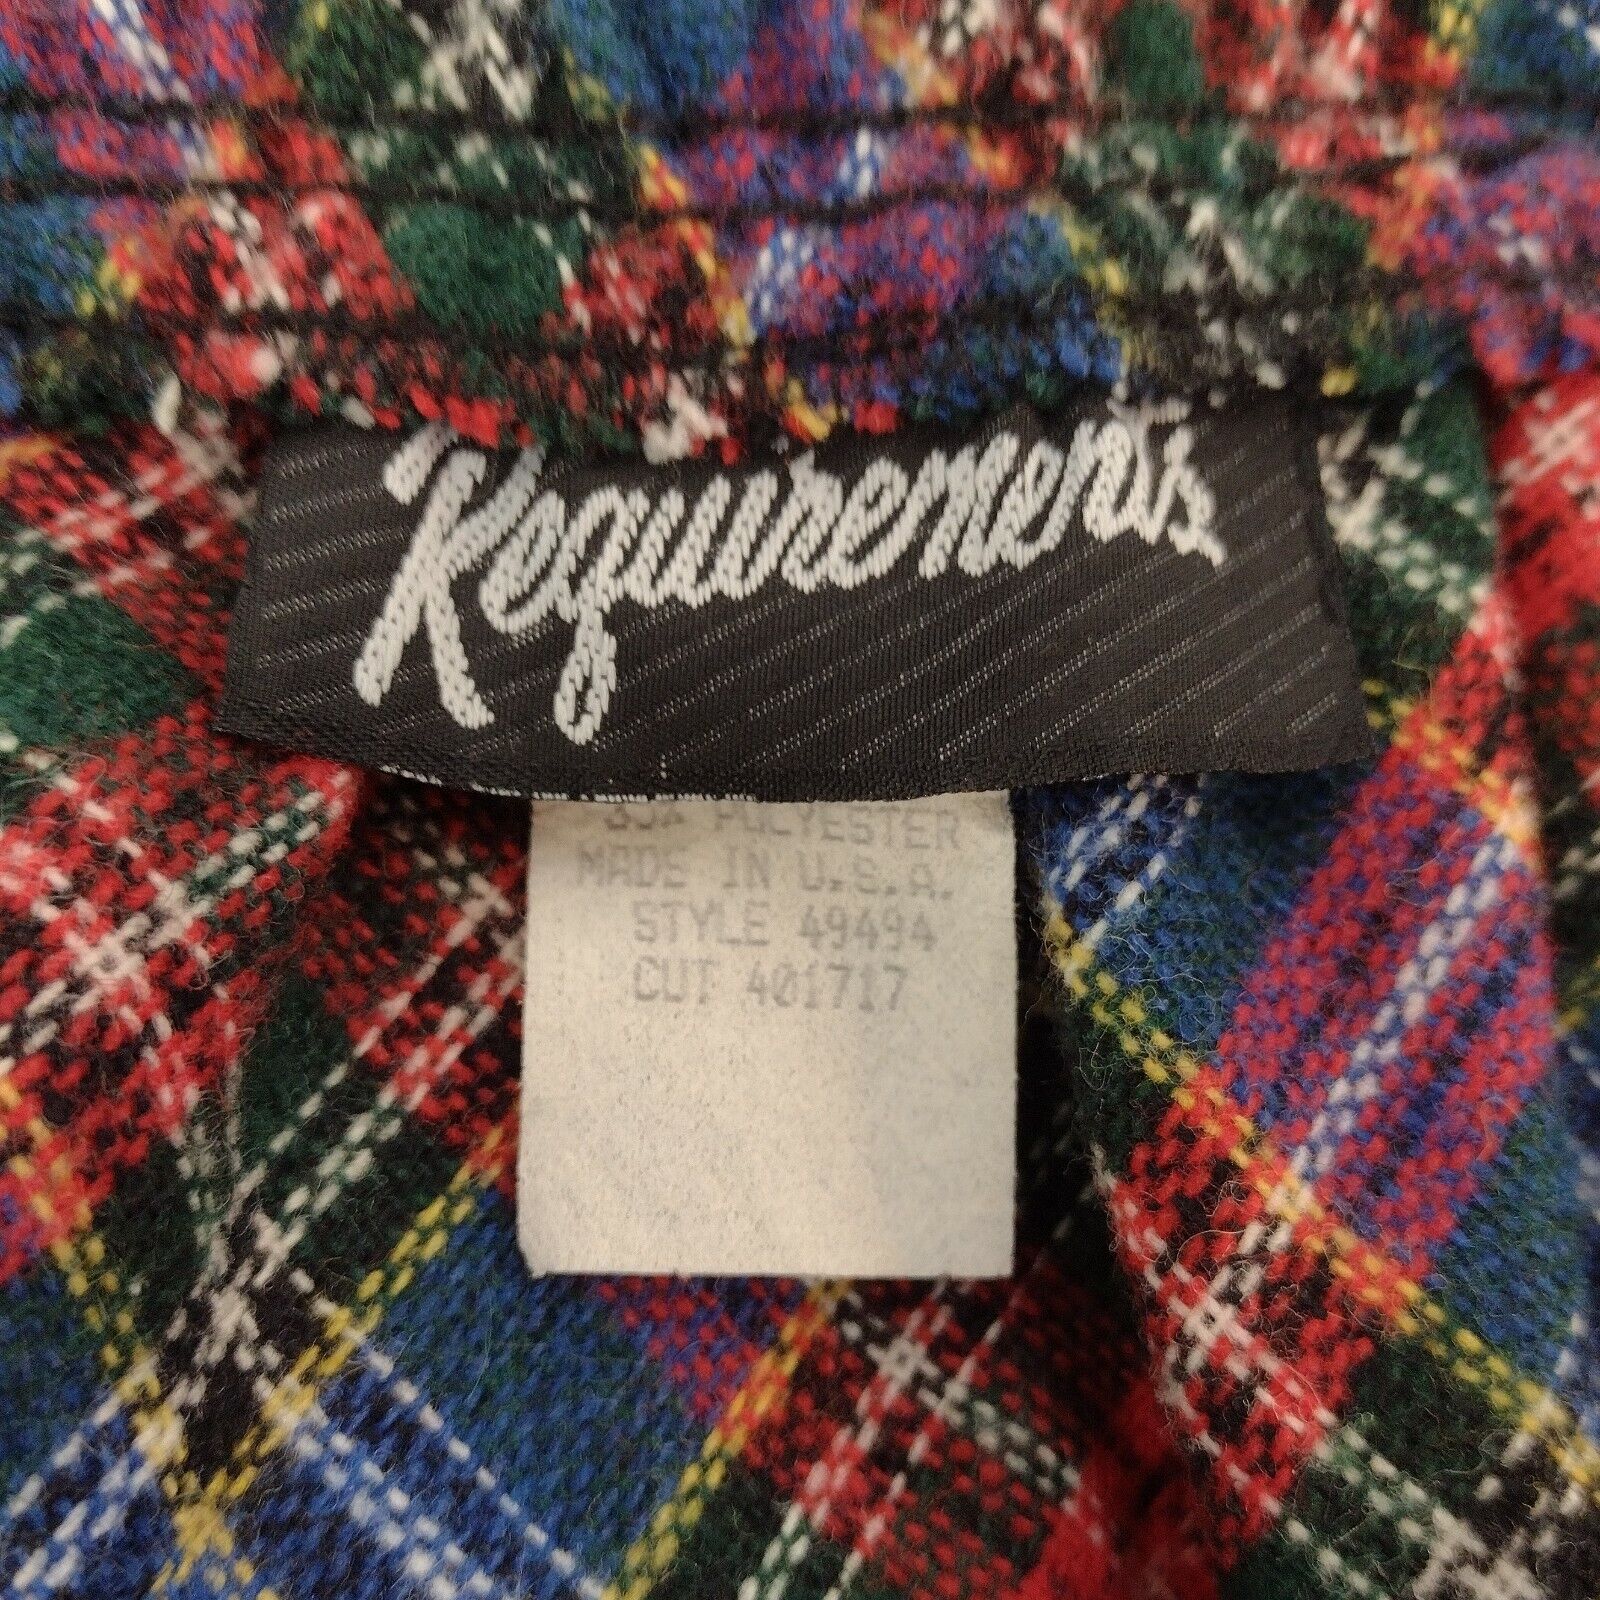 Requirements
POLYESTER
MADE IN U.S.A.
STYLE 49494
CUT 401717